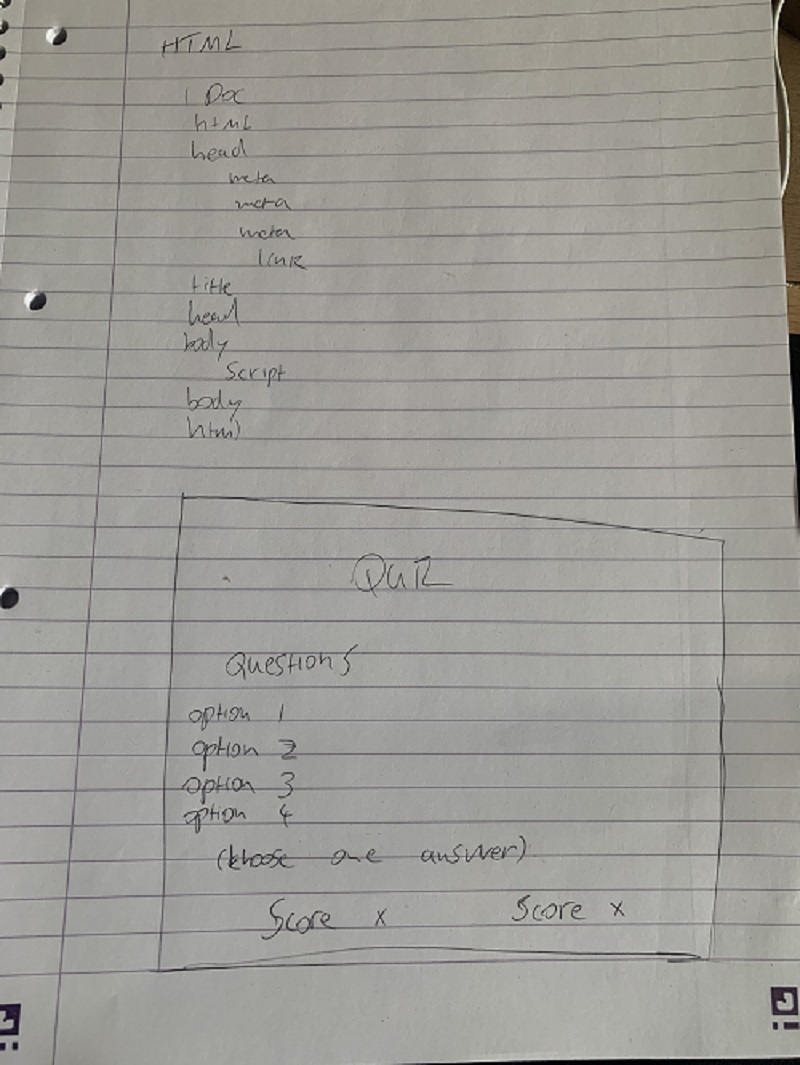 HTML
! Doc
html
head
meta
meta
meta
link
title
head
body
Script
body
html
QUIZ
Questions
option 1
option 2
option 3
option 4
(choose one answer)
Score x Score x